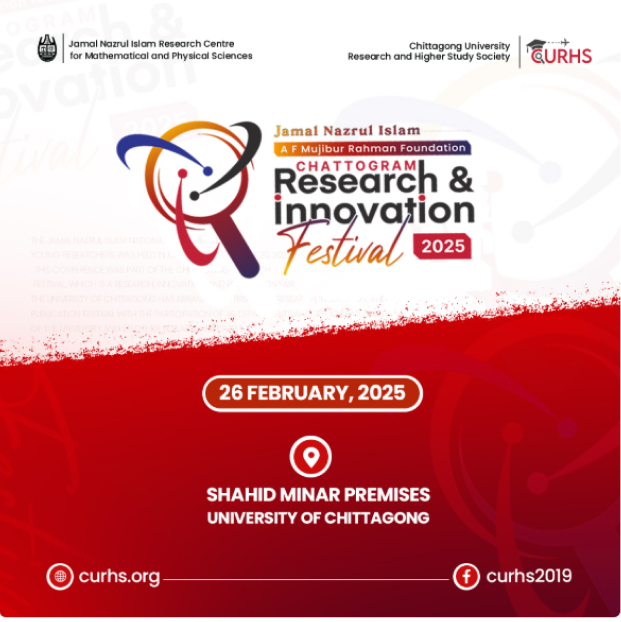 Jamal Nazrul Islam Research Centre
for Mathematical and Physical Sciences
Chittagong University
Research and Higher Study Society
CURHS
Jamal Nazrul Islam
A F Mujibur Rahman Foundation
CHATTOGRAM
Research &
innovation
Festival 2025
26 FEBRUARY, 2025
SHAHID MINAR PREMISES
UNIVERSITY OF CHITTAGONG
curhs.org
curhs2019